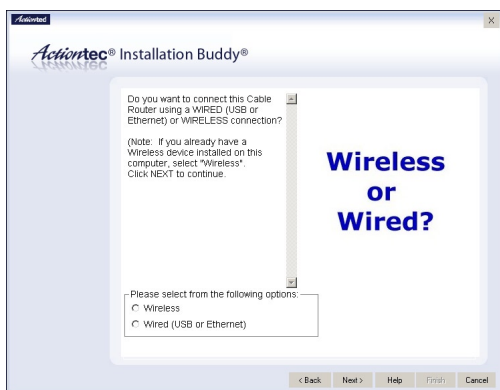 Actiontec
X
Actiontec® Installation Buddy®
Do you want to connect this Cable
Router using a WIRED (USB or
Ethernet) or WIRELESS connection?
(Note: If you already have a
Wireless device installed on this
computer, select "Wireless".
Click NEXT to continue.
Wireless
or
Wired?
Please select from the following options:
Wireless
Wired (USB or Ethernet)
< Back Next > Help Finish Cancel